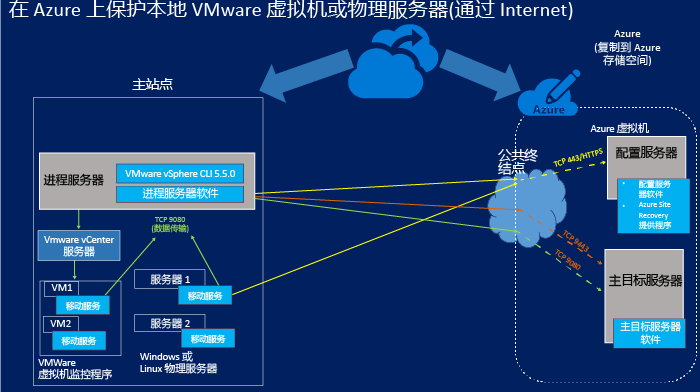 在 Azure 上保护本地 VMware 虚拟机或物理服务器(通过 Internet)
Azure
(复制到 Azure
存储空间)
主站点
Azure
Azure 虚拟机
公共终
结点
TCP 443/HTTPS
配置服务器
• 配置服务
器软件
• Azure Site
Recovery
提供程序
进程服务器
VMware vSphere CLI 5.5.0
进程服务器软件
TCP 9080
(数据传输)
Vmware vCenter
服务器
TCP 9443
TCP 9080
主目标服务器
主目标服务器
软件
VM1
移动服务
VM2
移动服务
VMWare
虚拟机监控程序
服务器 1
移动服务
服务器 2
移动服务
Windows 或
Linux 物理服务器